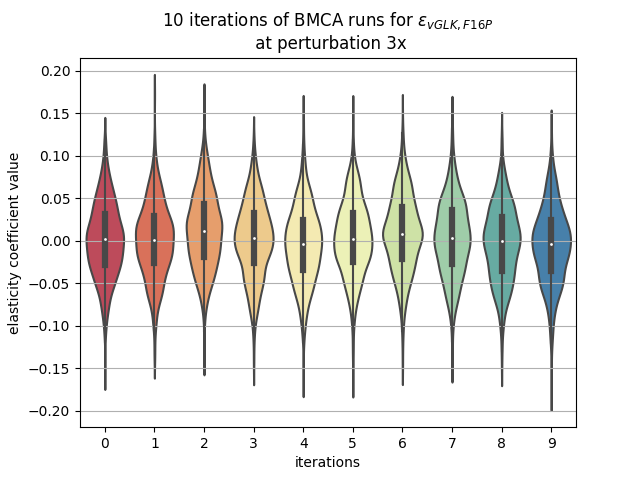 10 iterations of BMCA runs for ε_{vGLK, F16P}
at perturbation 3x
elasticity coefficient value
0.20
0.15
0.10
0.05
0.00
−0.05
−0.10
−0.15
−0.20
0 1 2 3 4 5 6 7 8 9
iterations